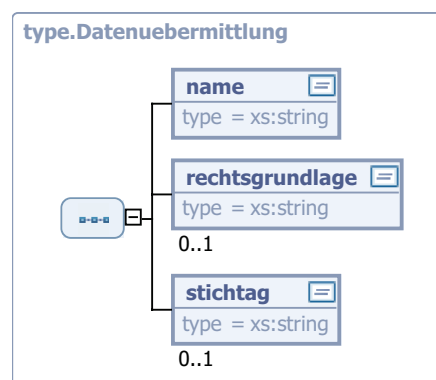 type.Datenuebermittlung
name
type = xs:string
rechtsgrundlage
type = xs:string
0..1
stichtag
type = xs:string
0..1